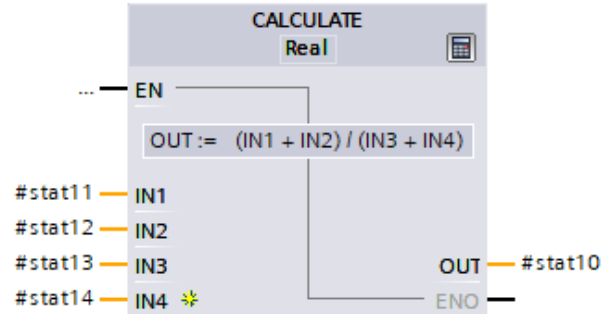 CALCULATE
Real
... EN
OUT := (IN1 + IN2) / (IN3 + IN4)
#stat11 IN1
#stat12 IN2
#stat13 IN3 OUT #stat10
#stat14 IN4 ENO